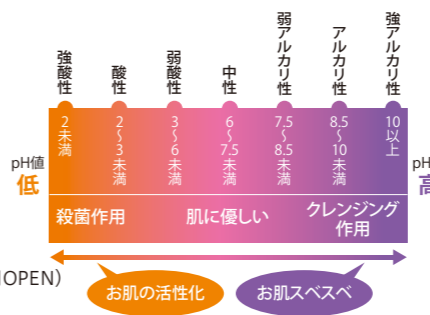 強酸性
酸性
弱酸性
中性
弱アルカリ性
アルカリ性
強アルカリ性
2未満
2～3未満
3～6未満
6～7.5未満
7.5～8.5未満
8.5～10未満
10以上
pH値
低
pH
高
殺菌作用
肌に優しい
クレンジング
作用
HOPEN）
お肌の活性化
お肌スベスベ